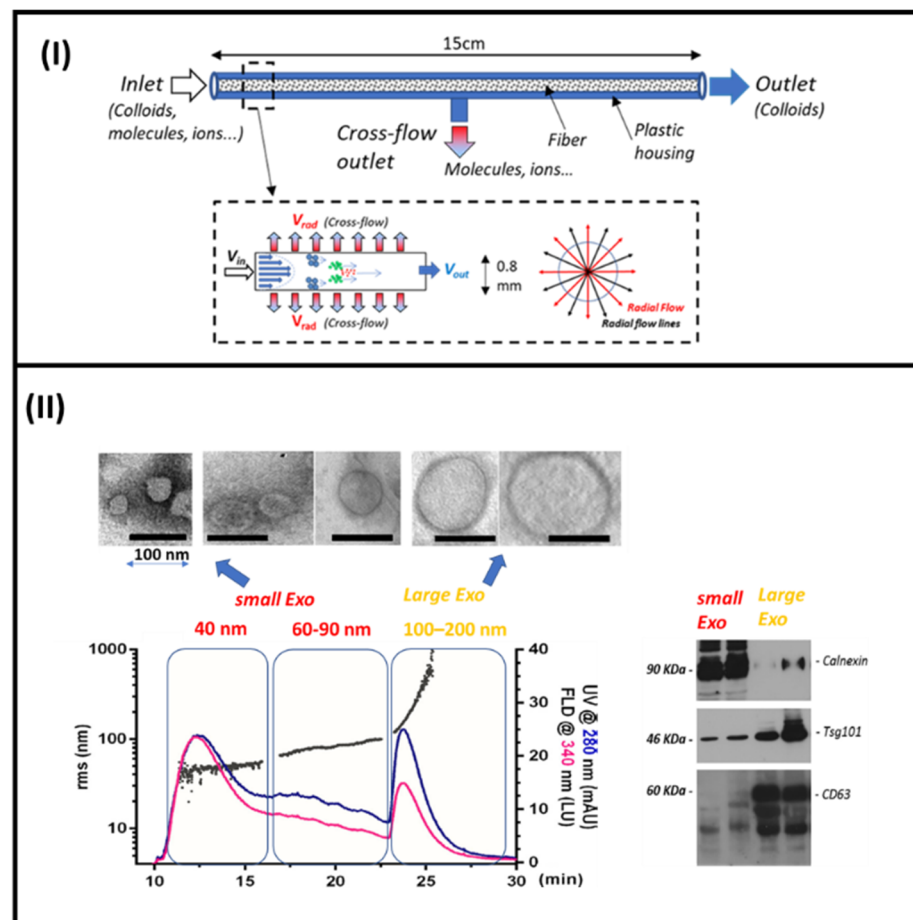 (I)
15cm
Inlet
(Colloids,
molecules, ions...)
Outlet
(Colloids)
Cross-flow
outlet
Molecules, ions...
Fiber
Plastic
housing
V_rad (Cross-flow)
V_in
V_out
0.8
mm
V_rad (Cross-flow)
Radial Flow
Radial flow lines
(II)
100 nm
small Exo
Large Exo
40 nm
60-90 nm
100–200 nm
1000
100
10
rms (nm)
40
30
20
10
0
UV @ 280 nm (mAU)
FLD @ 340 nm (LU)
10
15
20
25
30
(min)
small
Exo
Large
Exo
90 KDa -
- Calnexin
46 KDa -
- Tsg101
60 KDa -
- CD63